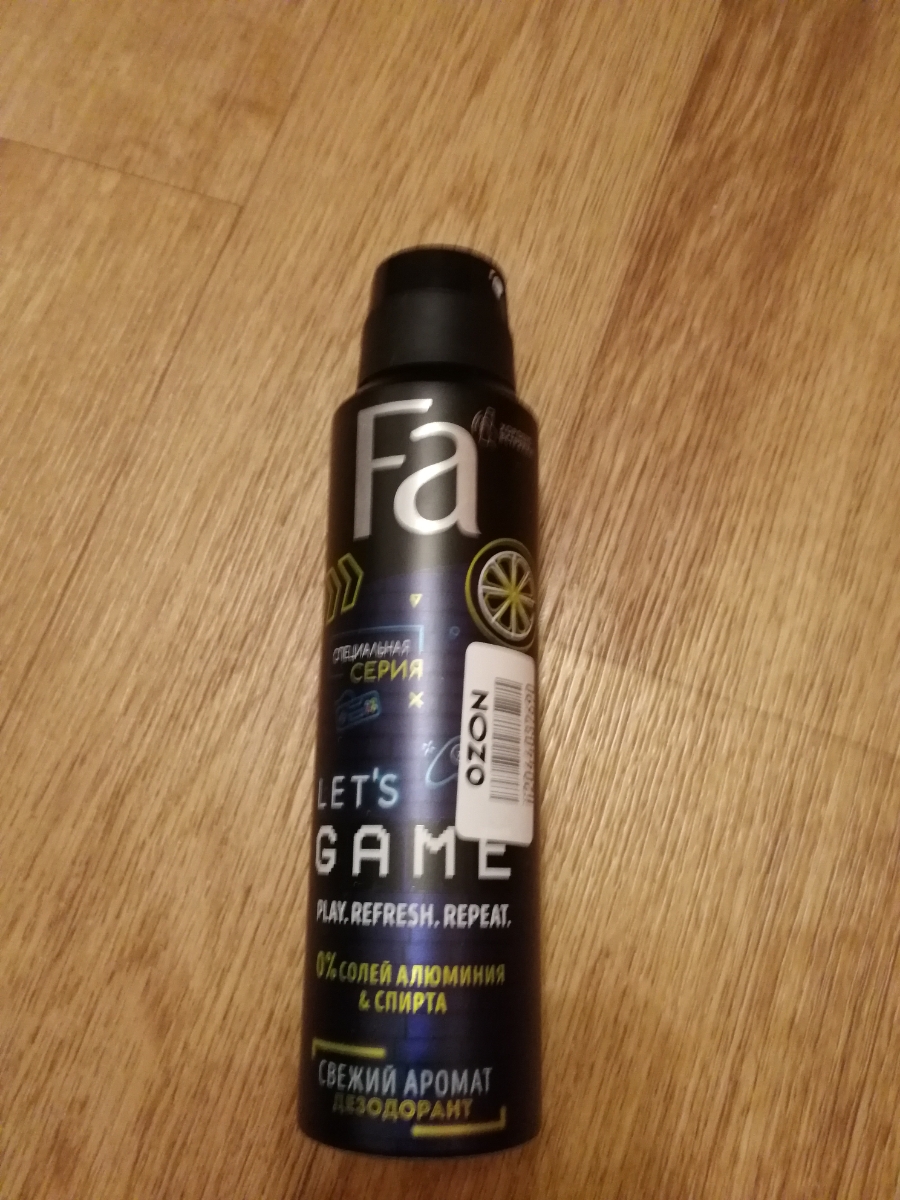 Fa
СПЕЦИАЛЬНАЯ
СЕРИЯ
OZON
LET'S
GAME
PLAY. REFRESH. REPEAT.
0% СОЛЕЙ АЛЮМИНИЯ
& СПИРТА
СВЕЖИЙ АРОМАТ
ДЕЗОДОРАНТ